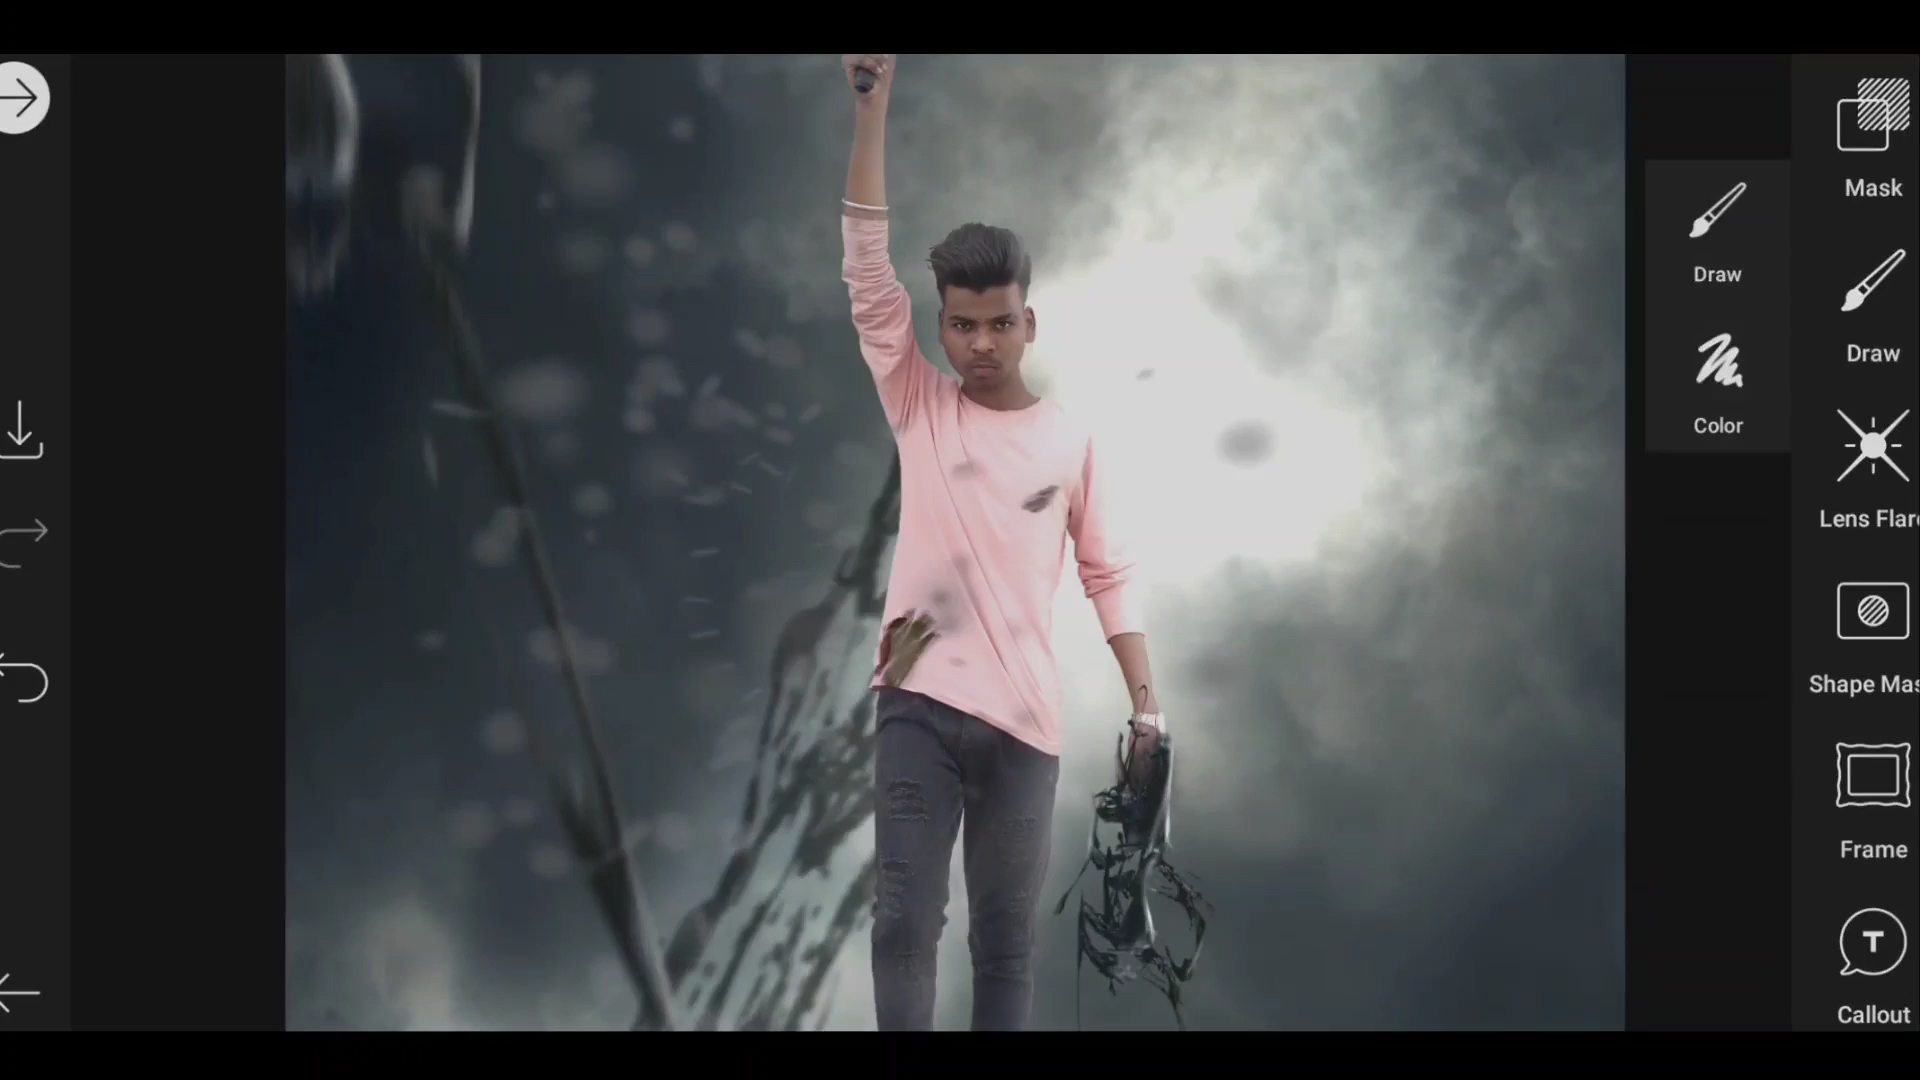 Draw
Color
Mask
Draw
Lens Flar
Shape Mas
Frame
T
Callout